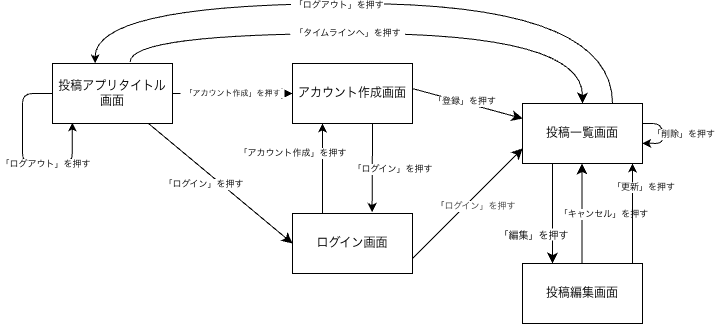 「ログアウト」を押す
「タイムラインへ」を押す
投稿アプリタイトル
画面
「アカウント作成」を押す
アカウント作成画面
「登録」を押す
投稿一覧画面
「削除」を押す
「ログアウト」を押す
「アカウント作成」を押す
「ログイン」を押す
「ログイン」を押す
「更新」を押す
「ログイン」を押す
「キャンセル」を押す
ログイン画面
「編集」を押す
投稿編集画面